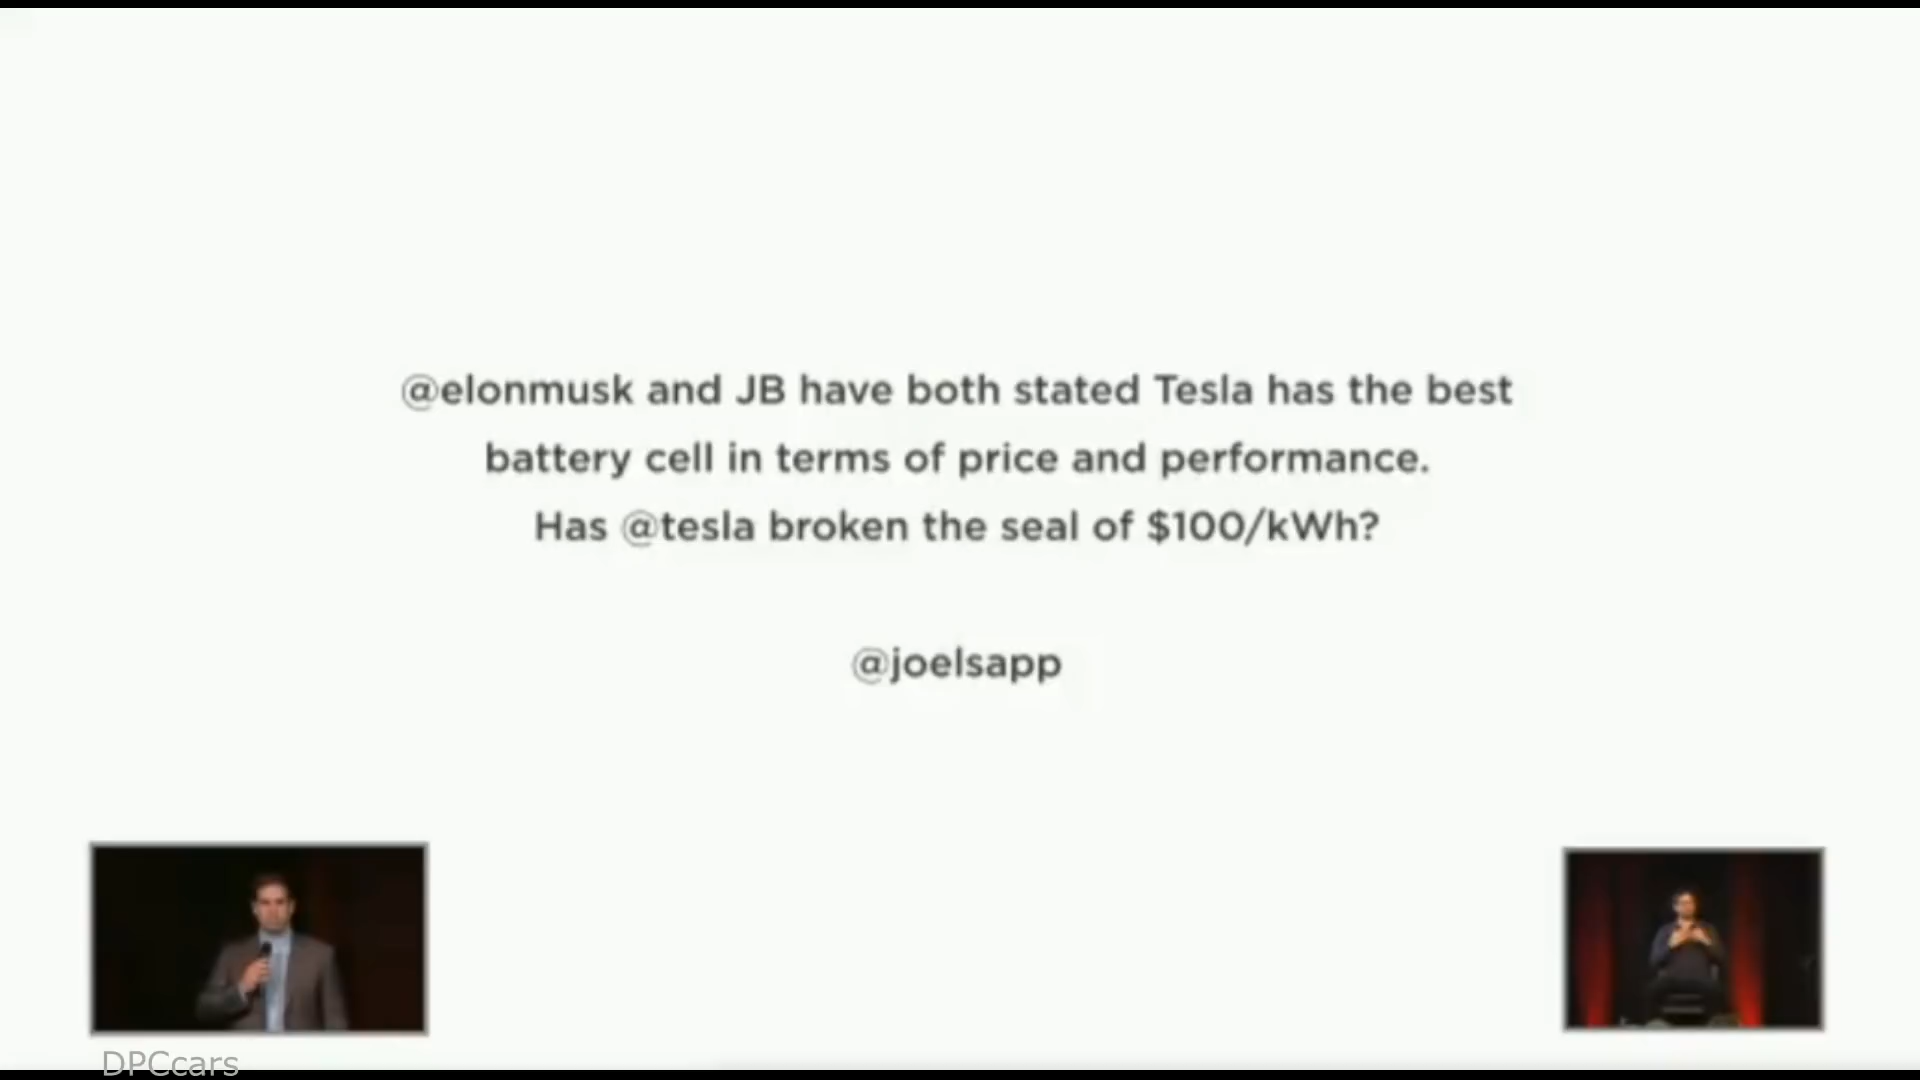 @elonmusk and JB have both stated Tesla has the best
battery cell in terms of price and performance.
Has @tesla broken the seal of $100/kWh?
@joelsapp
DPCcars